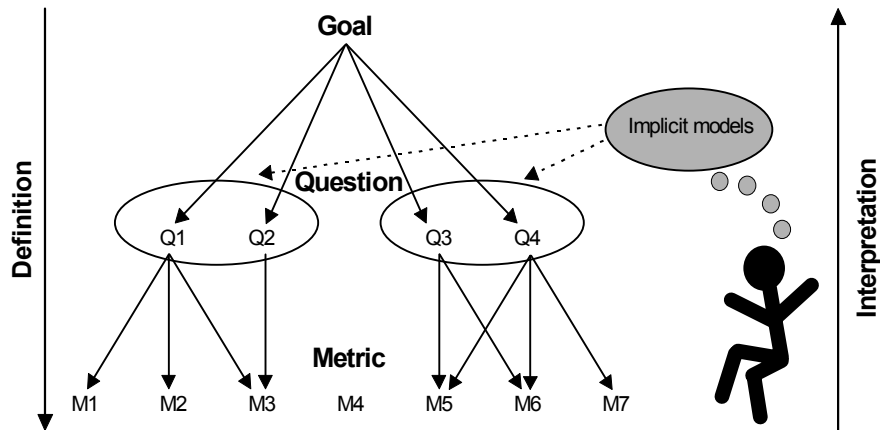 Goal
Implicit models
Question
Definition
Interpretation
Q1 Q2 Q3 Q4
Metric
M1 M2 M3 M4 M5 M6 M7